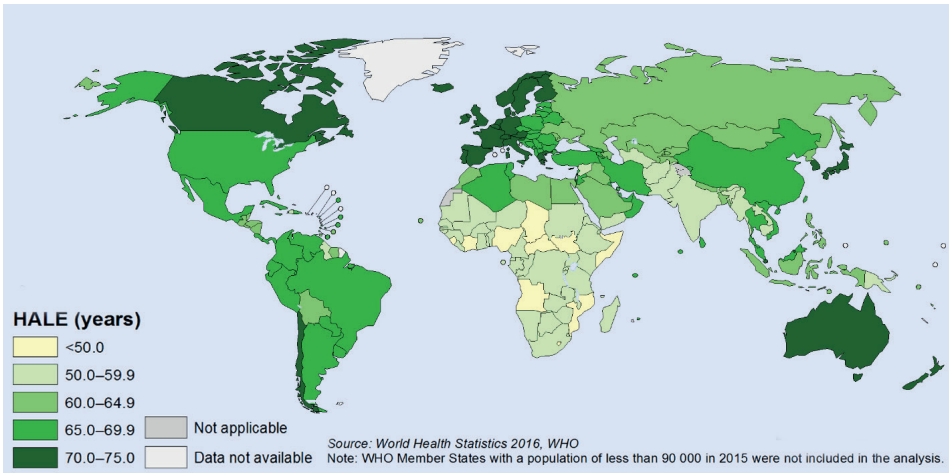 HALE (years)
<50.0
50.0–59.9
60.0–64.9
65.0–69.9
70.0–75.0
Not applicable
Data not available
Source: World Health Statistics 2016, WHO
Note: WHO Member States with a population of less than 90 000 in 2015 were not included in the analysis.